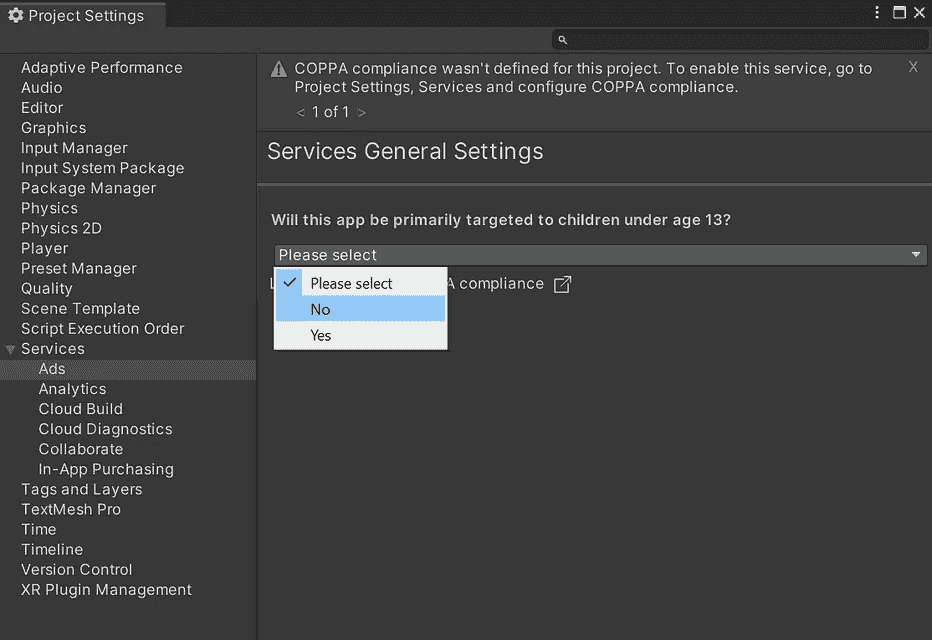 Project Settings
Adaptive Performance
Audio
Editor
Graphics
Input Manager
Input System Package
Package Manager
Physics
Physics 2D
Player
Preset Manager
Quality
Scene Template
Script Execution Order
Services
Ads
Analytics
Cloud Build
Cloud Diagnostics
Collaborate
In-App Purchasing
Tags and Layers
TextMesh Pro
Time
Timeline
Version Control
XR Plugin Management
COPPA compliance wasn't defined for this project. To enable this service, go to
Project Settings, Services and configure COPPA compliance.
X
< 1 of 1 >
Services General Settings
Will this app be primarily targeted to children under age 13?
Please select
compliance
Please select
No
Yes